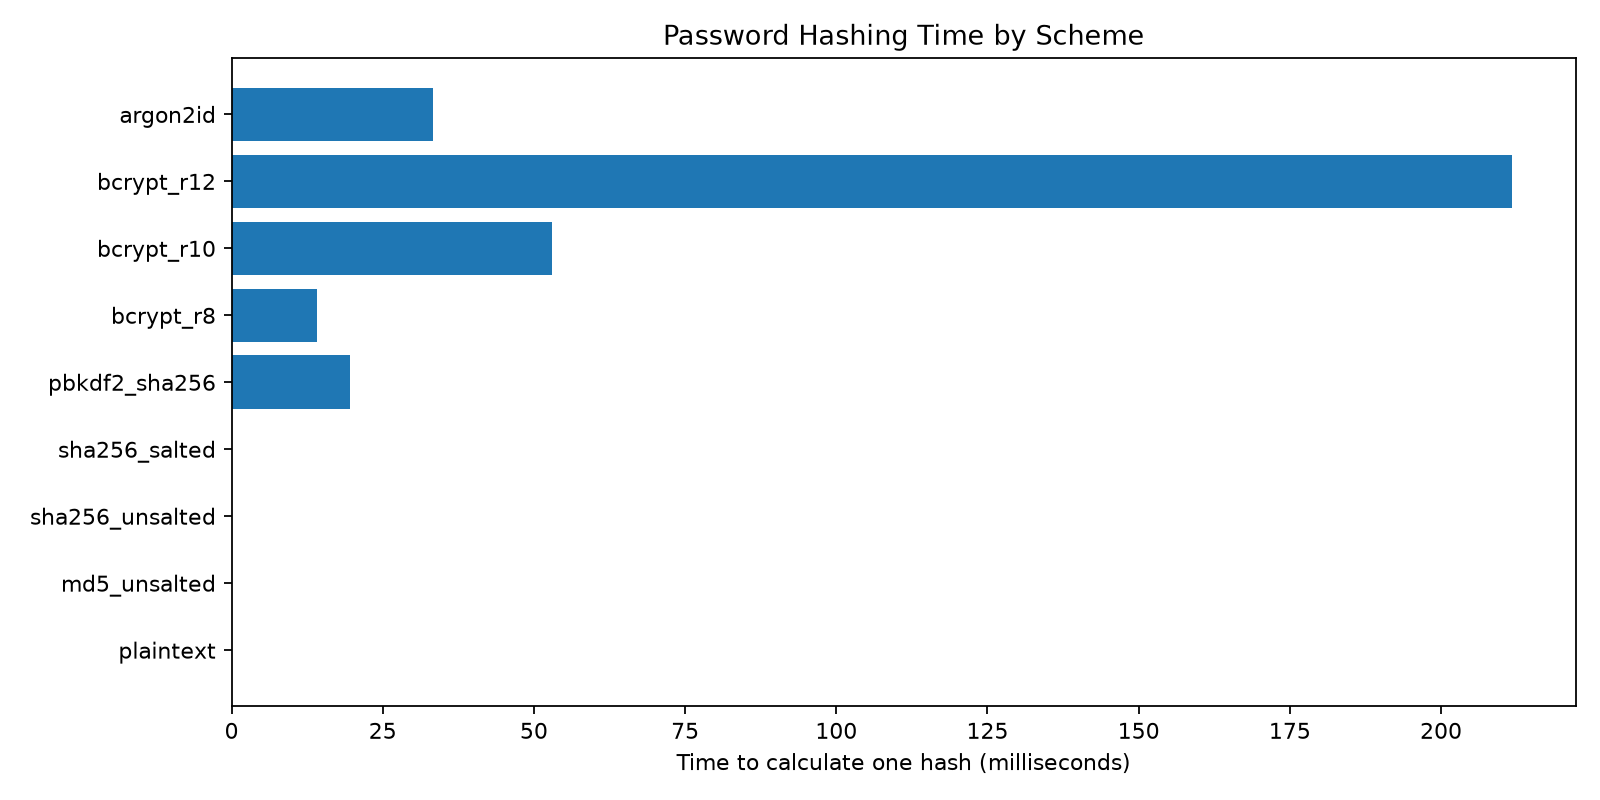 Password Hashing Time by Scheme
argon2id
bcrypt_r12
bcrypt_r10
bcrypt_r8
pbkdf2_sha256
sha256_salted
sha256_unsalted
md5_unsalted
plaintext
0 25 50 75 100 125 150 175 200
Time to calculate one hash (milliseconds)